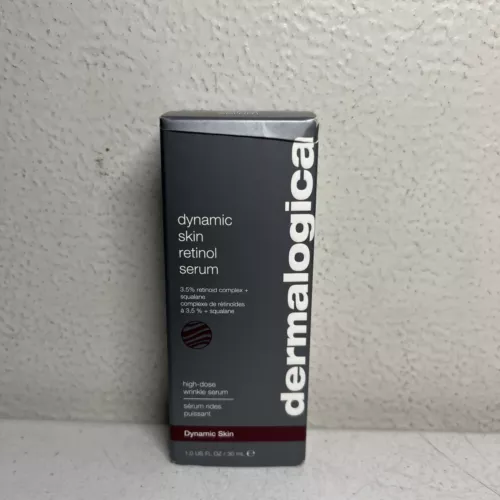 dynamic
skin
retinol
serum
3.5% retinoid complex +
squalane
complexe de rétinoïdes
à 3,5 % + squalane
high-dose
wrinkle serum
sérum rides
puissant
Dynamic Skin
1.0 US FL OZ / 30 mL ℮
dermalogica